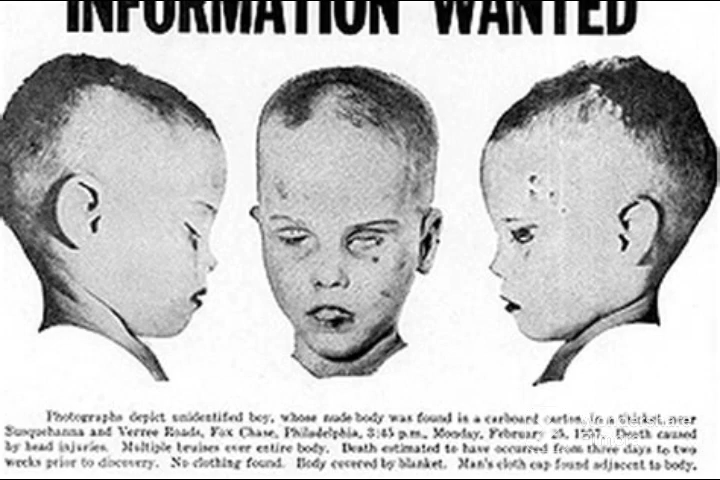 INFORMATION WANTED
Photographs depict unidentified boy, whose nude body was found in a carboard carton, in a thicket near
Susquehanna and Verree Roads, Fox Chase, Philadelphia, 3:45 p.m., Monday, February 25, 1957. Death caused
by head injuries. Multiple bruises over entire body. Death estimated to have occurred from three days to two
weeks prior to discovery. No clothing found. Body covered by blanket. Man's cloth cap found adjacent to body.